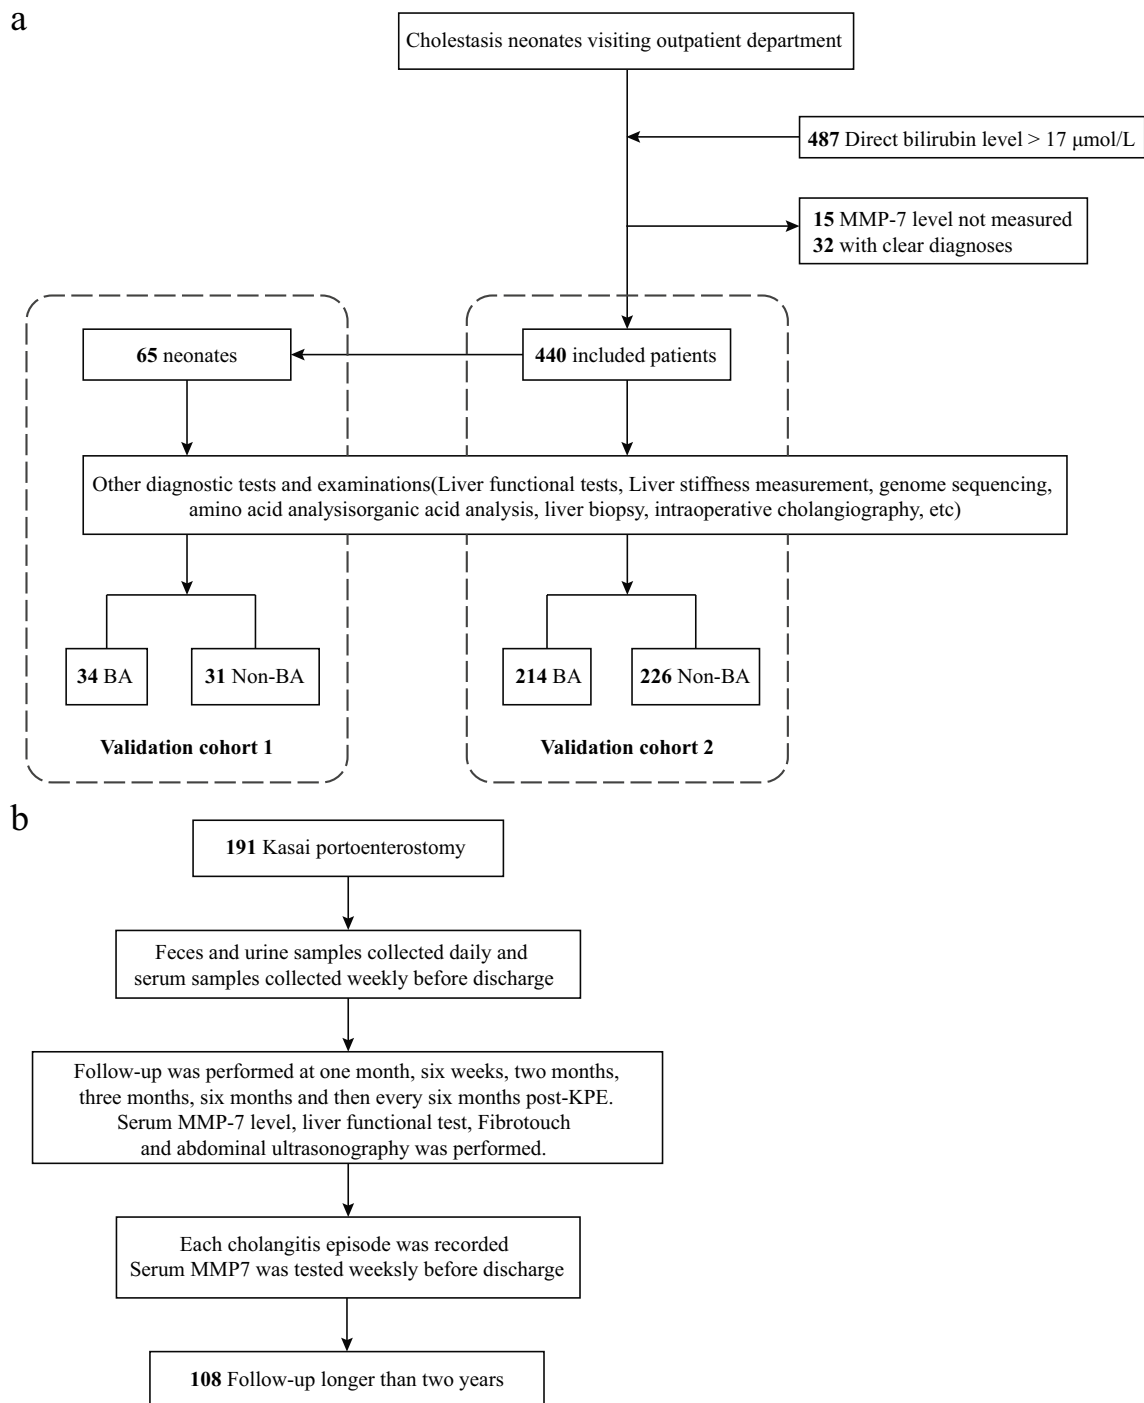 a
Cholestasis neonates visiting outpatient department
487 Direct bilirubin level > 17 μmol/L
15 MMP-7 level not measured
32 with clear diagnoses
65 neonates
440 included patients
Other diagnostic tests and examinations(Liver functional tests, Liver stiffness measurement, genome sequencing,
amino acid analysisorganic acid analysis, liver biopsy, intraoperative cholangiography, etc)
34 BA
31 Non-BA
214 BA
226 Non-BA
Validation cohort 1
Validation cohort 2
b
191 Kasai portoenterostomy
Feces and urine samples collected daily and
serum samples collected weekly before discharge
Follow-up was performed at one month, six weeks, two months,
three months, six months and then every six months post-KPE.
Serum MMP-7 level, liver functional test, Fibrotouch
and abdominal ultrasonography was performed.
Each cholangitis episode was recorded
Serum MMP7 was tested weeksly before discharge
108 Follow-up longer than two years